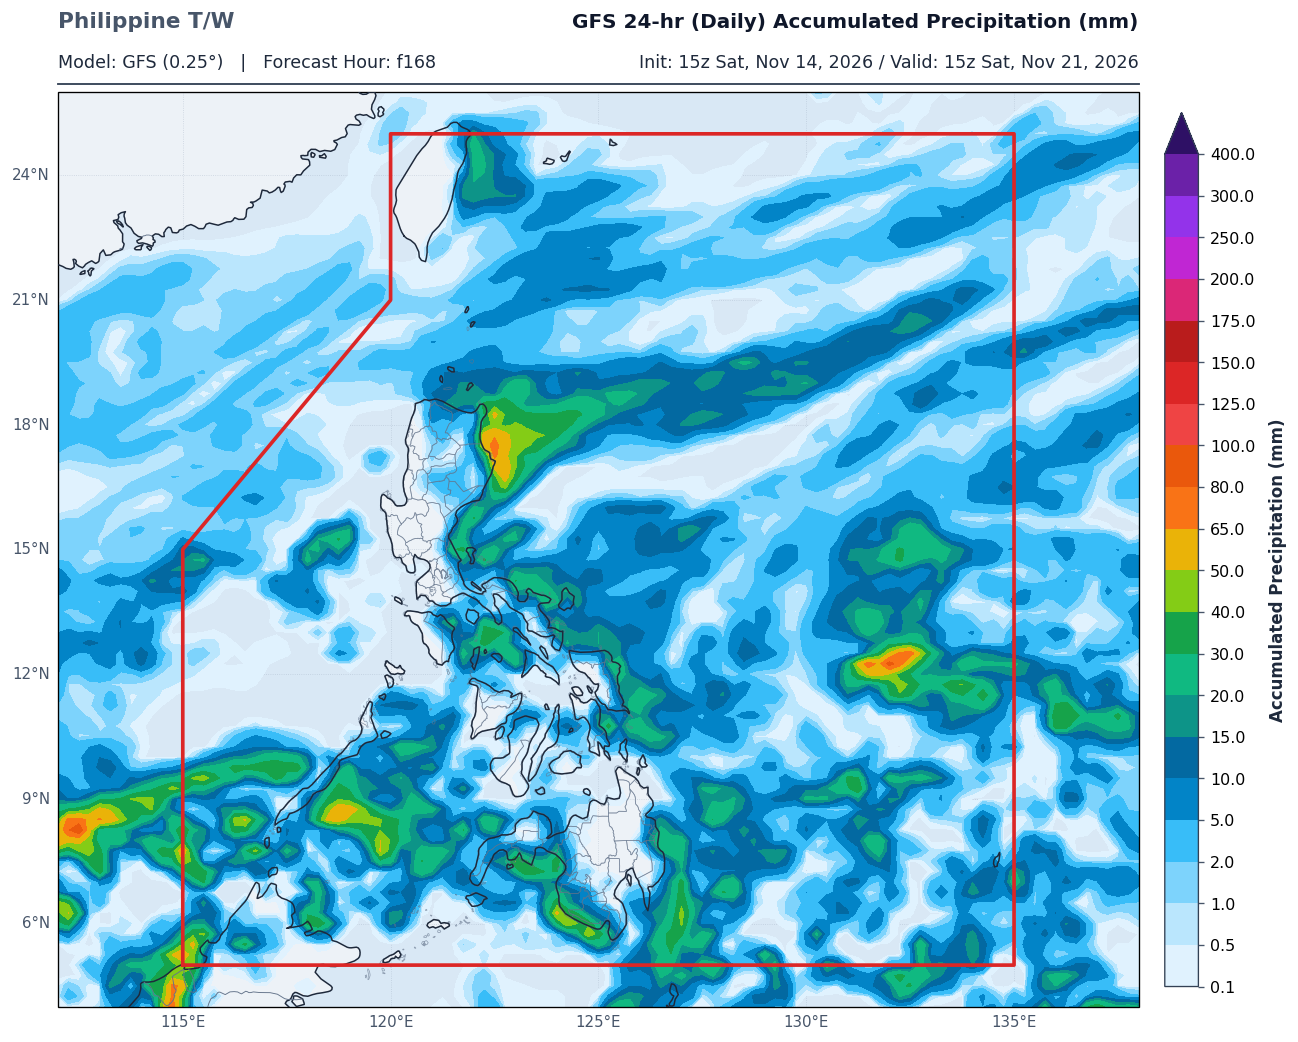 Philippine T/W
GFS 24-hr (Daily) Accumulated Precipitation (mm)
Model: GFS (0.25°) | Forecast Hour: f168
Init: 15z Sat, Nov 14, 2026 / Valid: 15z Sat, Nov 21, 2026
24°N
21°N
18°N
15°N
12°N
9°N
6°N
115°E
120°E
125°E
130°E
135°E
400.0
300.0
250.0
200.0
175.0
150.0
125.0
100.0
80.0
65.0
50.0
40.0
30.0
20.0
15.0
10.0
5.0
2.0
1.0
0.5
0.1
Accumulated Precipitation (mm)